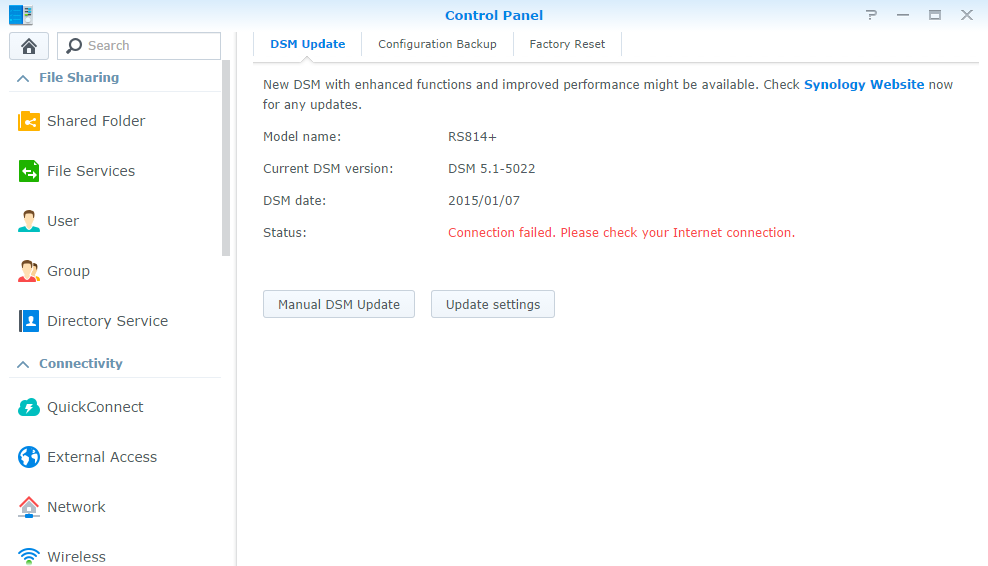 Control Panel
Search
File Sharing
Shared Folder
File Services
User
Group
Directory Service
Connectivity
QuickConnect
External Access
Network
Wireless
DSM Update
Configuration Backup
Factory Reset
New DSM with enhanced functions and improved performance might be available. Check Synology Website now
for any updates.
Model name: RS814+
Current DSM version: DSM 5.1-5022
DSM date: 2015/01/07
Status: Connection failed. Please check your Internet connection.
Manual DSM Update
Update settings